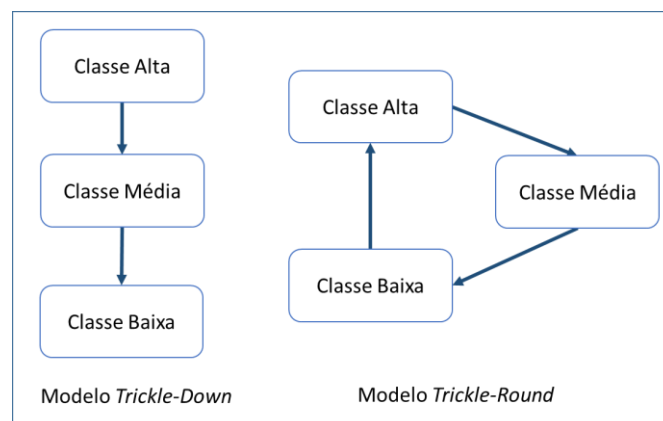 Classe Alta
Classe Média
Classe Baixa
Modelo Trickle-Down
Classe Alta
Classe Média
Classe Baixa
Modelo Trickle-Round